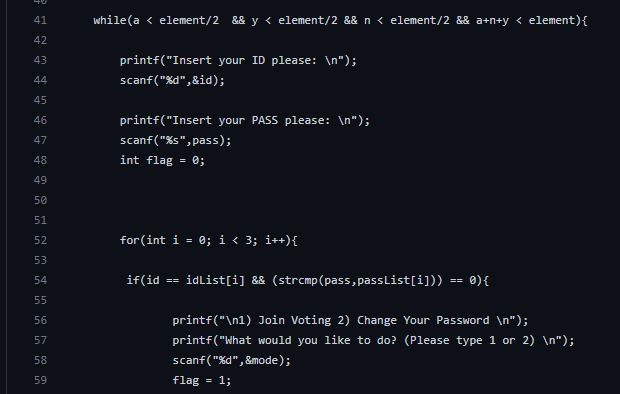 40
41 while(a < element/2  && y < element/2 && n < element/2 && a+n+y < element){
42
43 printf("Insert your ID please: \n");
44 scanf("%d",&id);
45
46 printf("Insert your PASS please: \n");
47 scanf("%s",pass);
48 int flag = 0;
49
50
51
52 for(int i = 0; i < 3; i++){
53
54 if(id == idList[i] && (strcmp(pass,passList[i])) == 0){
55
56 printf("\n1) Join Voting 2) Change Your Password \n");
57 printf("What would you like to do? (Please type 1 or 2) \n");
58 scanf("%d",&mode);
59 flag = 1;